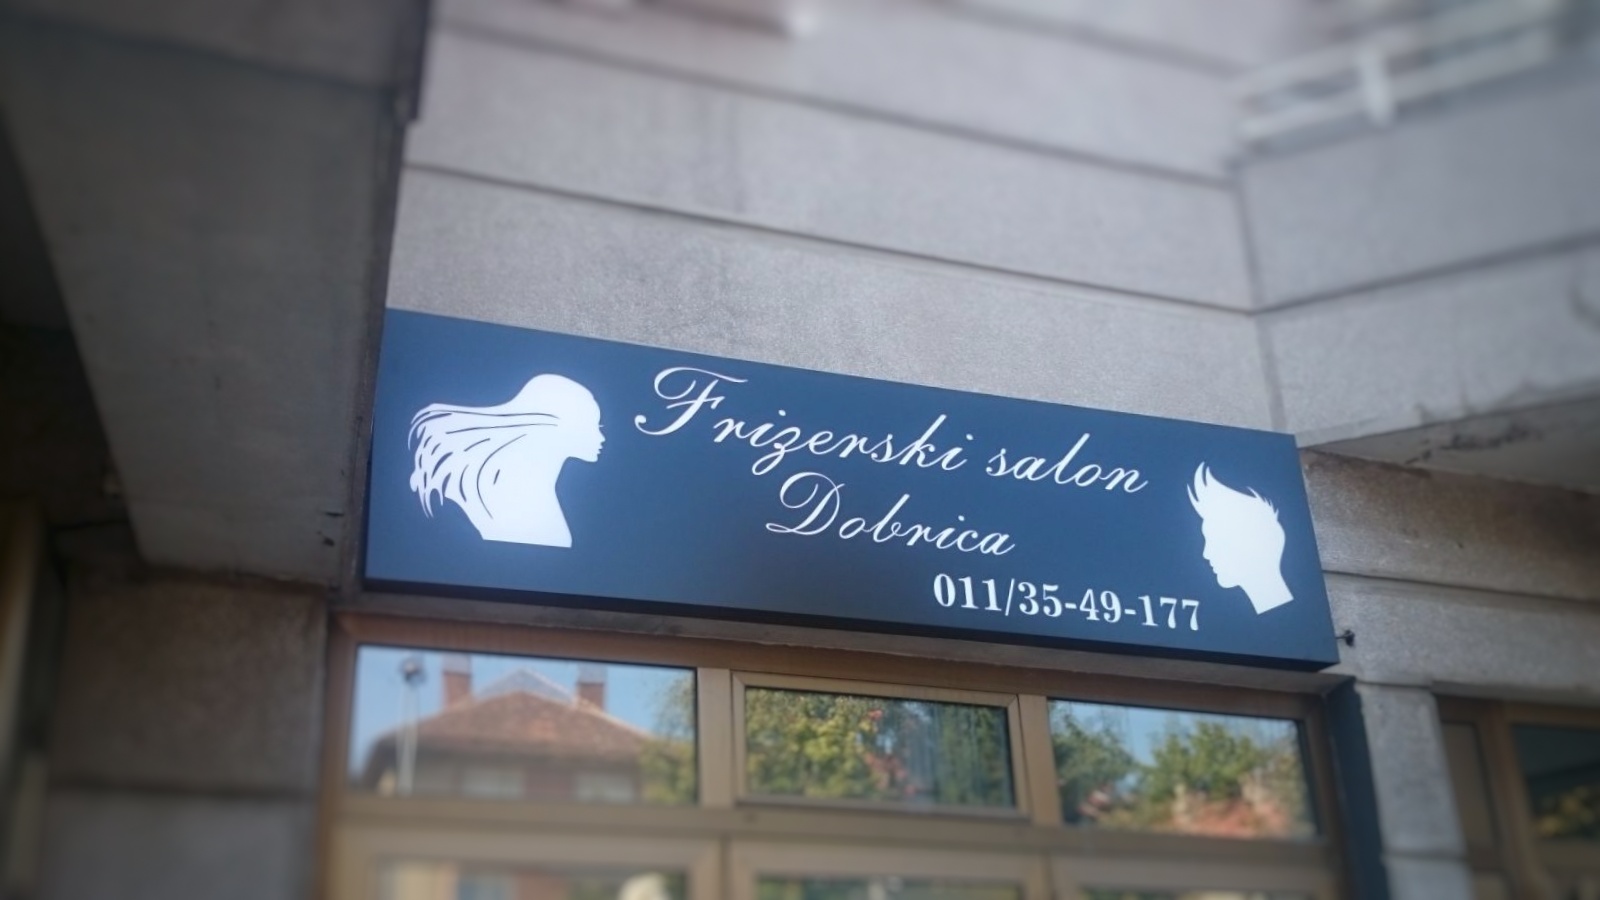 Frizerski salon
Dobrica
011/35-49-177